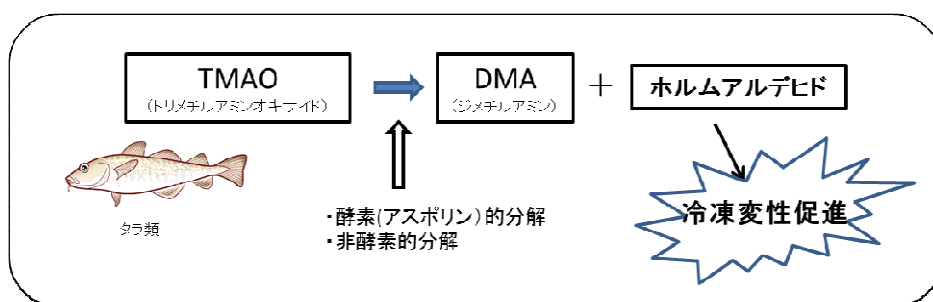 TMAO
（トリメチルアミンオキサイド）
DMA
（ジメチルアミン）
+
ホルムアルデヒド
タラ類
・酵素(アスポリン）的分解
・非酵素的分解
冷凍変性促進